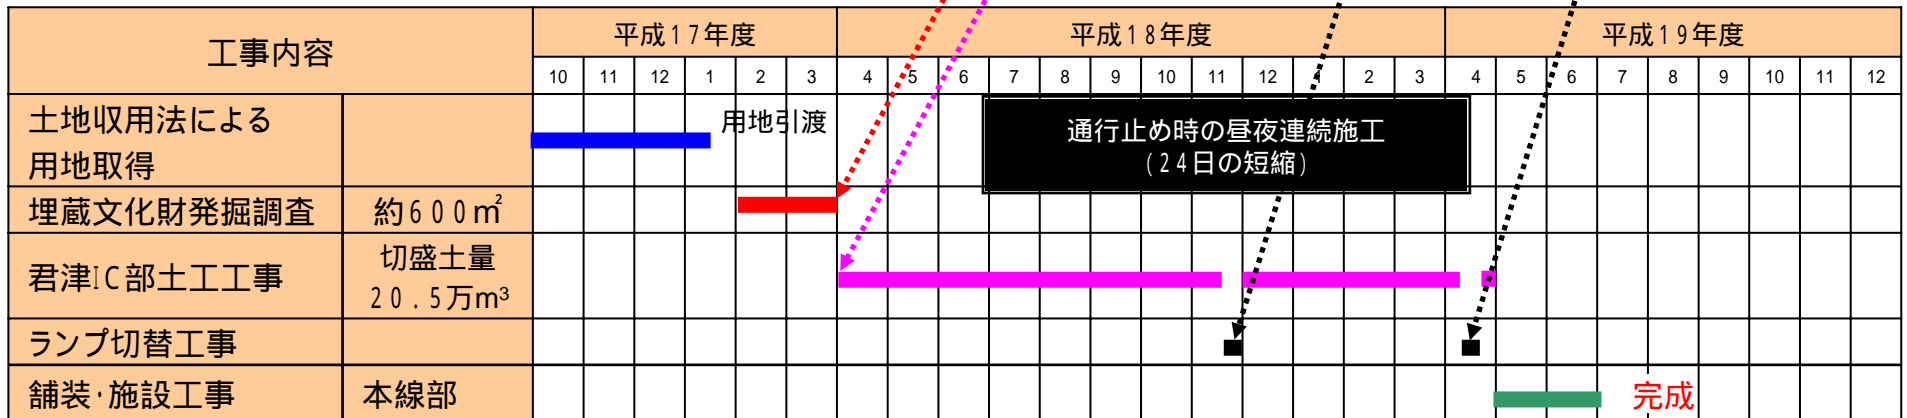 工事内容
平成17年度 平成18年度 平成19年度
10 11 12 1 2 3 4 5 6 7 8 9 10 11 12 1 2 3 4 5 6 7 8 9 10 11 12
土地収用法による
用地取得
用地引渡
通行止め時の昼夜連続施工
(24日の短縮)
埋蔵文化財発掘調査 約600㎡
君津IC部土工工事
切盛土量
20.5万m³
ランプ切替工事
舗装・施設工事 本線部 完成